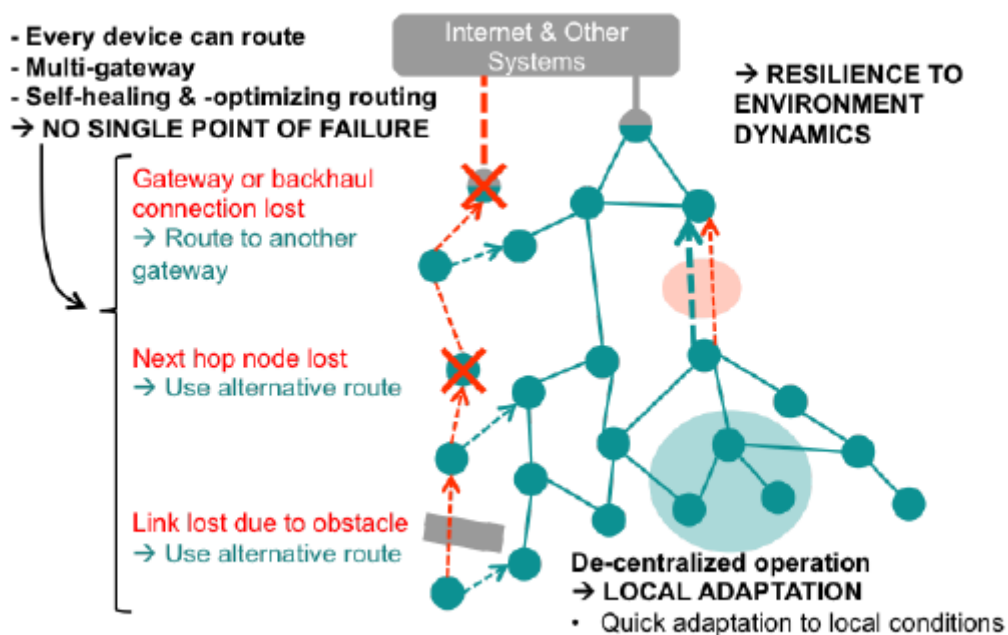 - Every device can route
- Multi-gateway
- Self-healing & -optimizing routing
→ NO SINGLE POINT OF FAILURE
Internet & Other
Systems
→ RESILIENCE TO
ENVIRONMENT
DYNAMICS
Gateway or backhaul
connection lost
→ Route to another
gateway
Next hop node lost
→ Use alternative route
Link lost due to obstacle
→ Use alternative route
De-centralized operation
→ LOCAL ADAPTATION
• Quick adaptation to local conditions